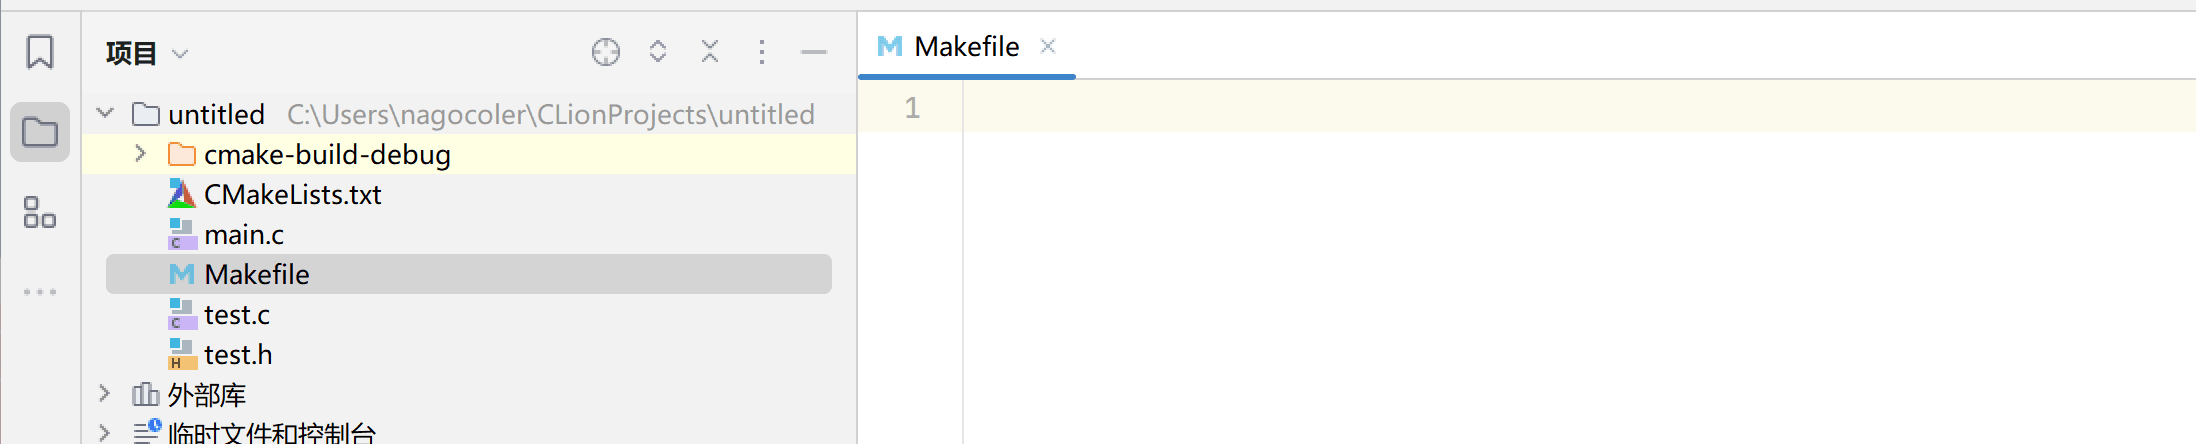 项目
Makefile
1
untitled C:\Users\nagocoler\CLionProjects\untitled
cmake-build-debug
CMakeLists.txt
main.c
Makefile
test.c
test.h
外部库
临时文件和控制台